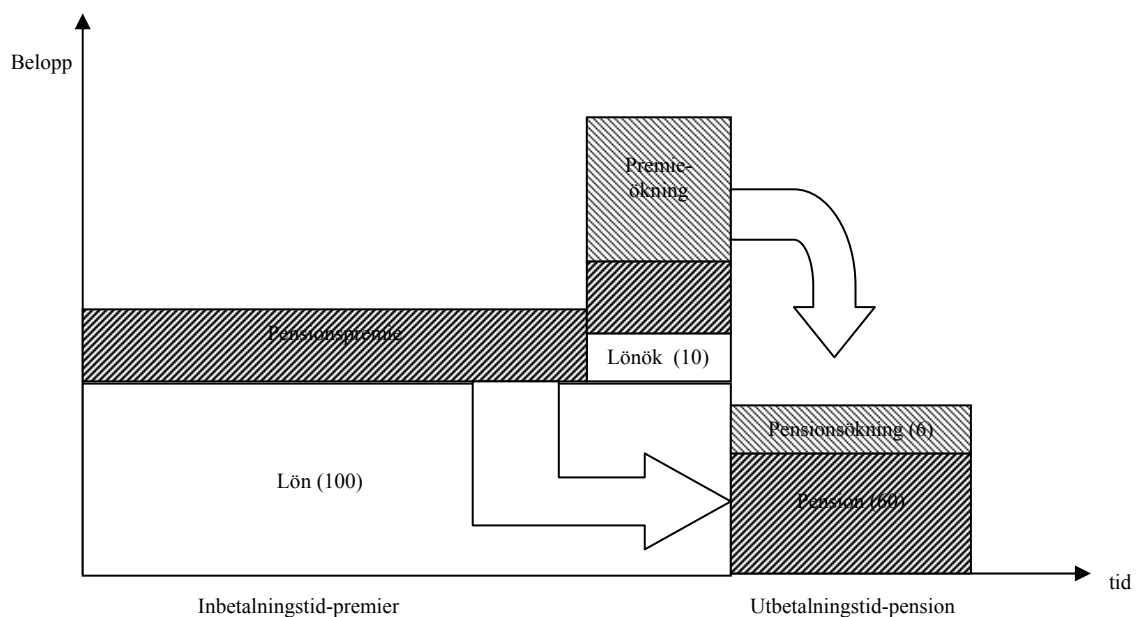 Belopp
Premie-
ökning
Pensionspremie
Lönök (10)
Pensionsökning (6)
Lön (100)
Pension (60)
tid
Inbetalningstid-premier
Utbetalningstid-pension